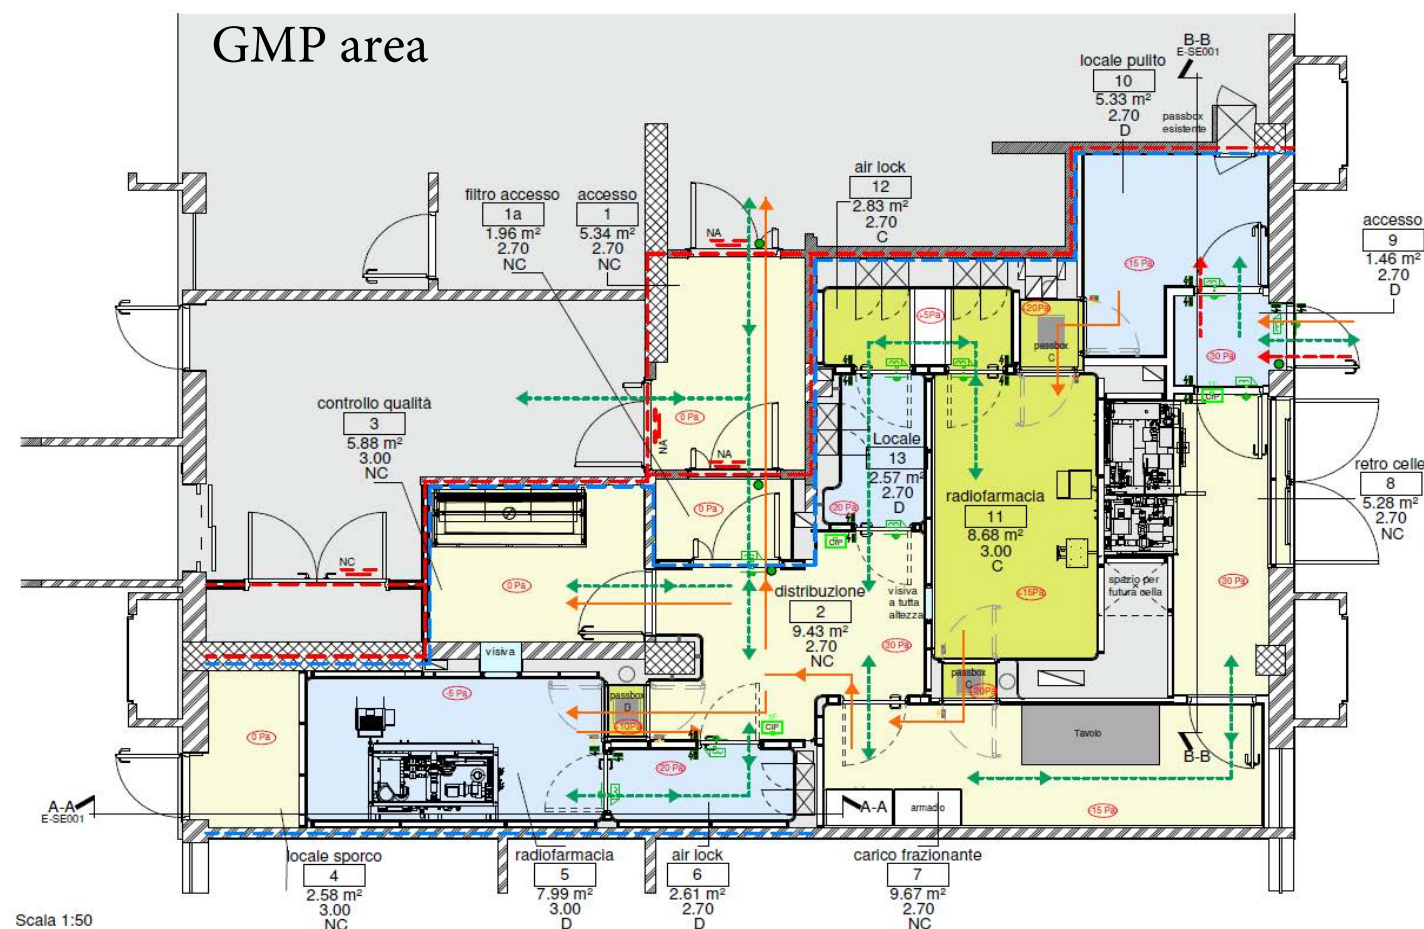 GMP area
B-B
E-SE001
locale pulito
10
5.33 m²
2.70
D
passbox
esistente
air lock
12
2.83 m²
2.70
C
filtro accesso
1a
1.96 m²
2.70
NC
accesso
1
5.34 m²
2.70
NC
accesso
9
1.46 m²
2.70
D
NA
-15 Pa
+5Pa
+20Pa
passbox
C
-30 Pa
CIP
controllo qualità
3
5.88 m²
3.00
NC
0 Pa
NA
NA
Locale
13
2.57 m²
2.70
D
radiofarmacia
11
8.68 m²
3.00
C
retro celle
8
5.28 m²
2.70
NC
0 Pa
(20 Pa
CIP
NC
0 Pa
distribuzione
2
9.43 m²
2.70
NC
visiva
a tutta
altezza
+15Pa
spazio per
futura cella
(30 Pa
(30 Pa
visiva
-5 Pa
passbox
D
+10Pa
passbox
C
+20Pa
CIP
0 Pa
Tavolo
B-B
(20 Pa
(15 Pa
A-A
E-SE001
A-A
armadio
locale sporco
4
2.58 m²
3.00
NC
radiofarmacia
5
7.99 m²
3.00
D
air lock
6
2.61 m²
2.70
D
carico frazionante
7
9.67 m²
2.70
NC
Scala 1:50